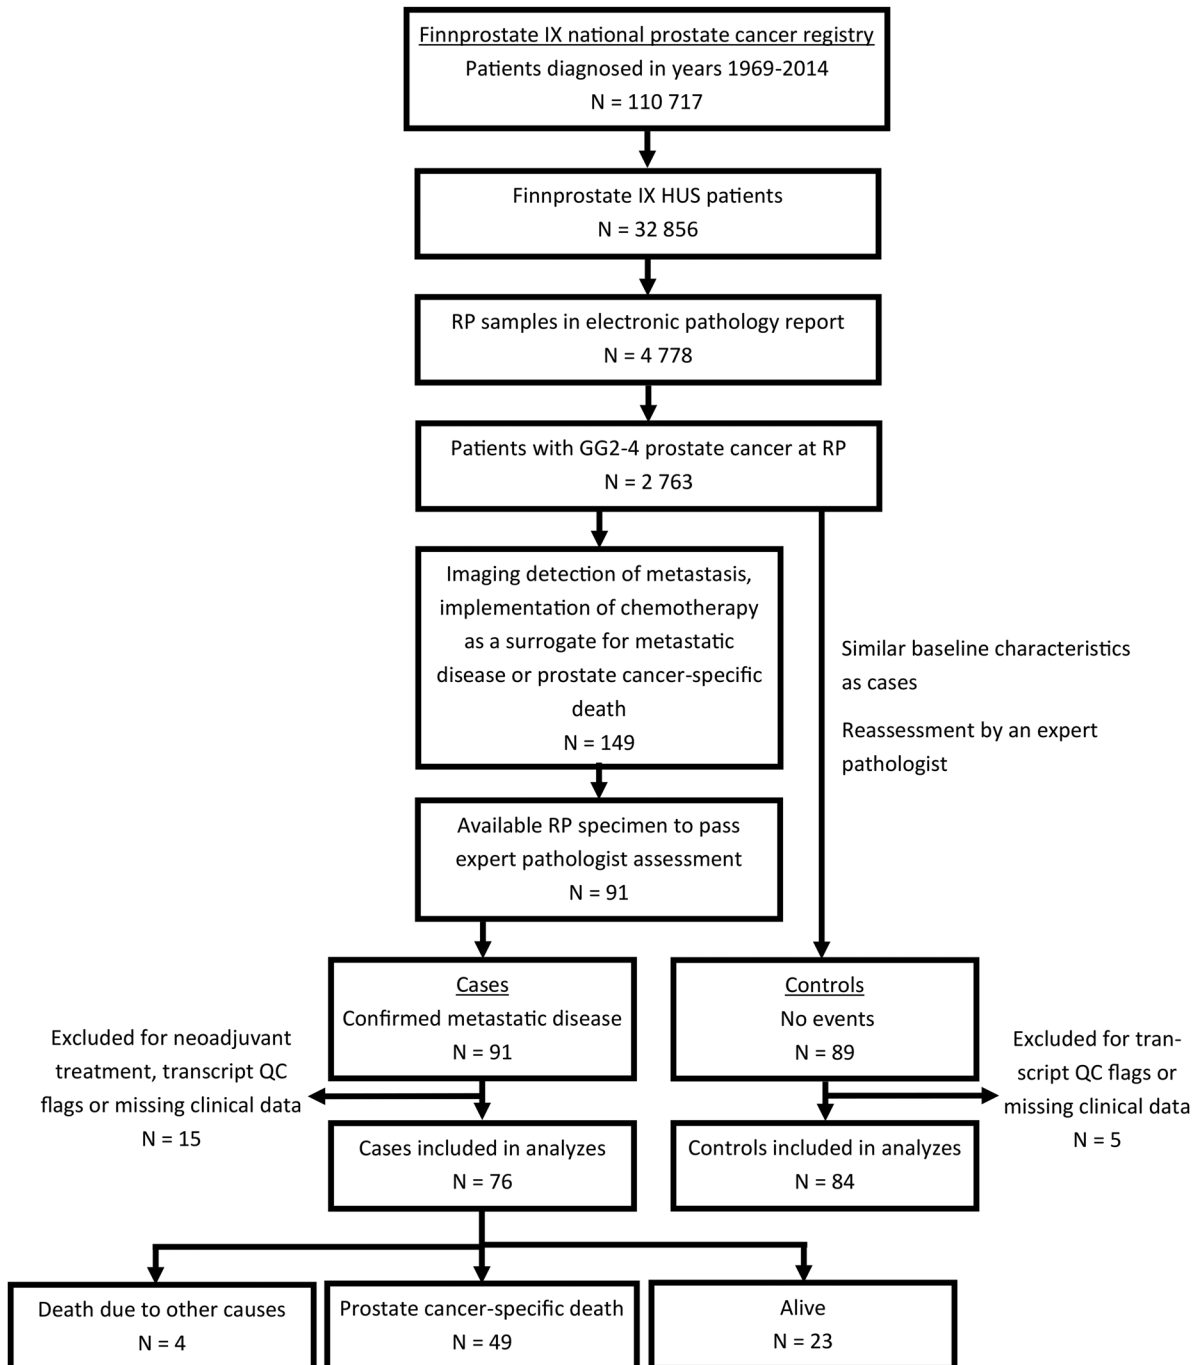 Finnprostate IX national prostate cancer registry
Patients diagnosed in years 1969-2014
N = 110 717
Finnprostate IX HUS patients
N = 32 856
RP samples in electronic pathology report
N = 4 778
Patients with GG2-4 prostate cancer at RP
N = 2 763
Imaging detection of metastasis,
implementation of chemotherapy
as a surrogate for metastatic
disease or prostate cancer-specific
death
N = 149
Similar baseline characteristics
as cases
Reassessment by an expert
pathologist
Available RP specimen to pass
expert pathologist assessment
N = 91
Cases
Confirmed metastatic disease
N = 91
Controls
No events
N = 89
Excluded for neoadjuvant
treatment, transcript QC
flags or missing clinical data
N = 15
Excluded for tran-
script QC flags or
missing clinical data
N = 5
Cases included in analyzes
N = 76
Controls included in analyzes
N = 84
Death due to other causes
N = 4
Prostate cancer-specific death
N = 49
Alive
N = 23